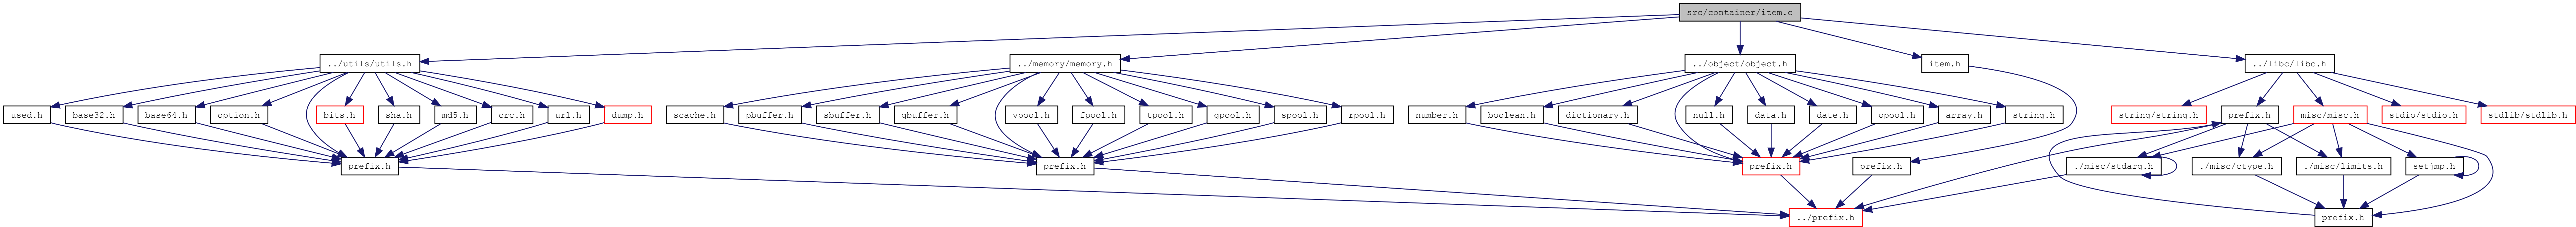 src/container/item.c
../utils/utils.h
../memory/memory.h
../object/object.h
item.h
../libc/libc.h
used.h
base32.h
base64.h
option.h
bits.h
sha.h
md5.h
crc.h
url.h
dump.h
scache.h
pbuffer.h
sbuffer.h
qbuffer.h
vpool.h
fpool.h
tpool.h
gpool.h
spool.h
rpool.h
number.h
boolean.h
dictionary.h
null.h
data.h
date.h
opool.h
array.h
string.h
string/string.h
prefix.h
misc/misc.h
stdio/stdio.h
stdlib/stdlib.h
prefix.h
prefix.h
prefix.h
prefix.h
./misc/stdarg.h
./misc/ctype.h
./misc/limits.h
setjmp.h
../prefix.h
prefix.h